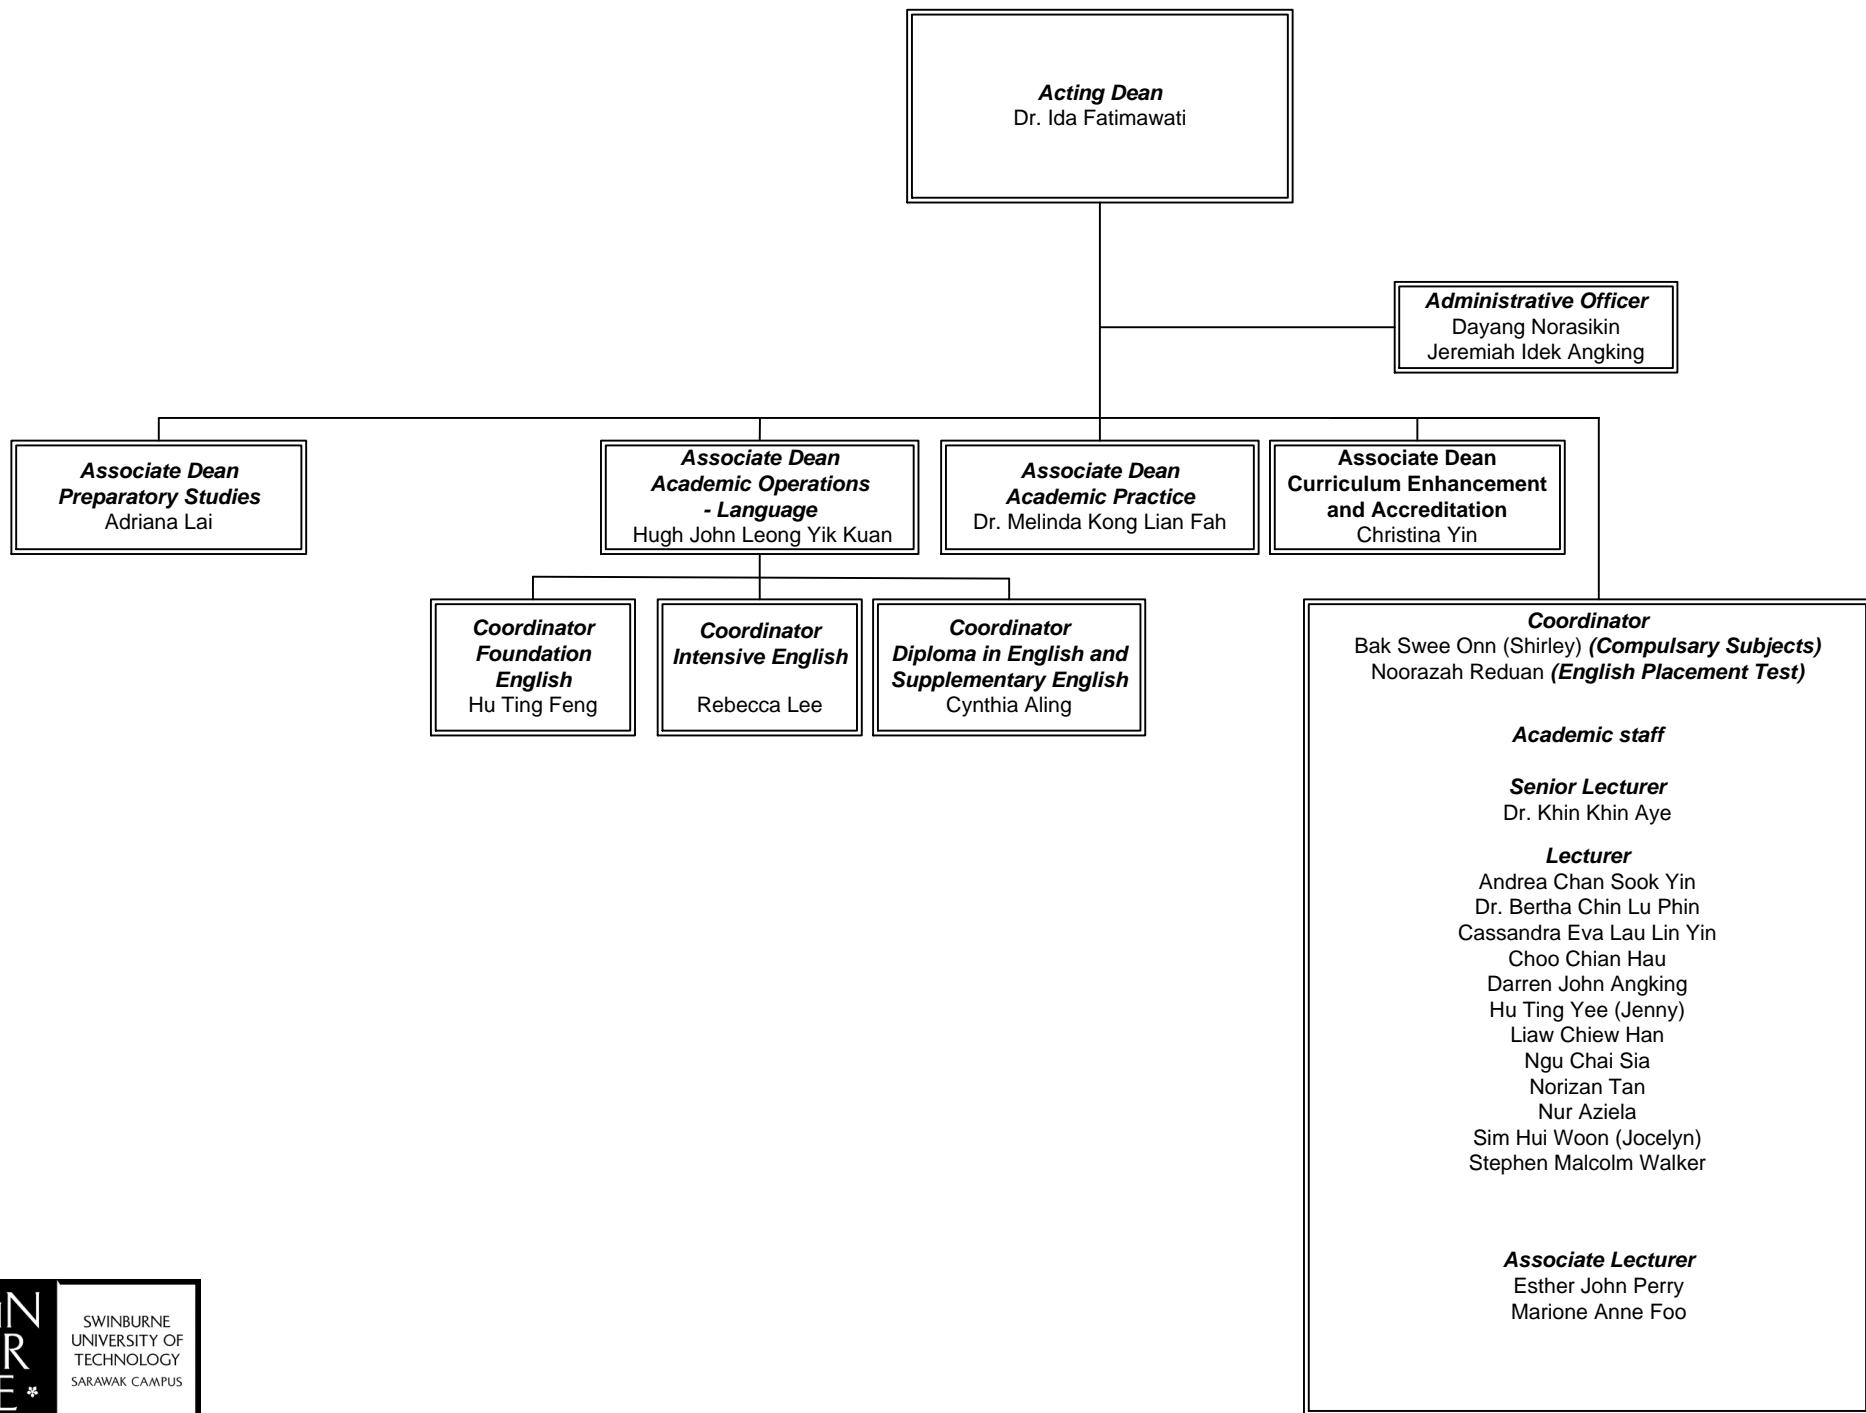 Acting Dean
Dr. Ida Fatimawati
Administrative Officer
Dayang Norasikin
Jeremiah Idek Angking
Associate Dean
Preparatory Studies
Adriana Lai
Associate Dean
Academic Operations
- Language
Hugh John Leong Yik Kuan
Associate Dean
Academic Practice
Dr. Melinda Kong Lian Fah
Associate Dean
Curriculum Enhancement
and Accreditation
Christina Yin
Coordinator
Foundation
English
Hu Ting Feng
Coordinator
Intensive English
Rebecca Lee
Coordinator
Diploma in English and
Supplementary English
Cynthia Aling
Coordinator
Bak Swee Onn (Shirley) (Compulsary Subjects)
Noorazah Reduan (English Placement Test)
Academic staff
Senior Lecturer
Dr. Khin Khin Aye
Lecturer
Andrea Chan Sook Yin
Dr. Bertha Chin Lu Phin
Cassandra Eva Lau Lin Yin
Choo Chian Hau
Darren John Angking
Hu Ting Yee (Jenny)
Liaw Chiew Han
Ngu Chai Sia
Norizan Tan
Nur Aziela
Sim Hui Woon (Jocelyn)
Stephen Malcolm Walker
Associate Lecturer
Esther John Perry
Marione Anne Foo
SWINBURNE
UNIVERSITY OF
TECHNOLOGY
SARAWAK CAMPUS